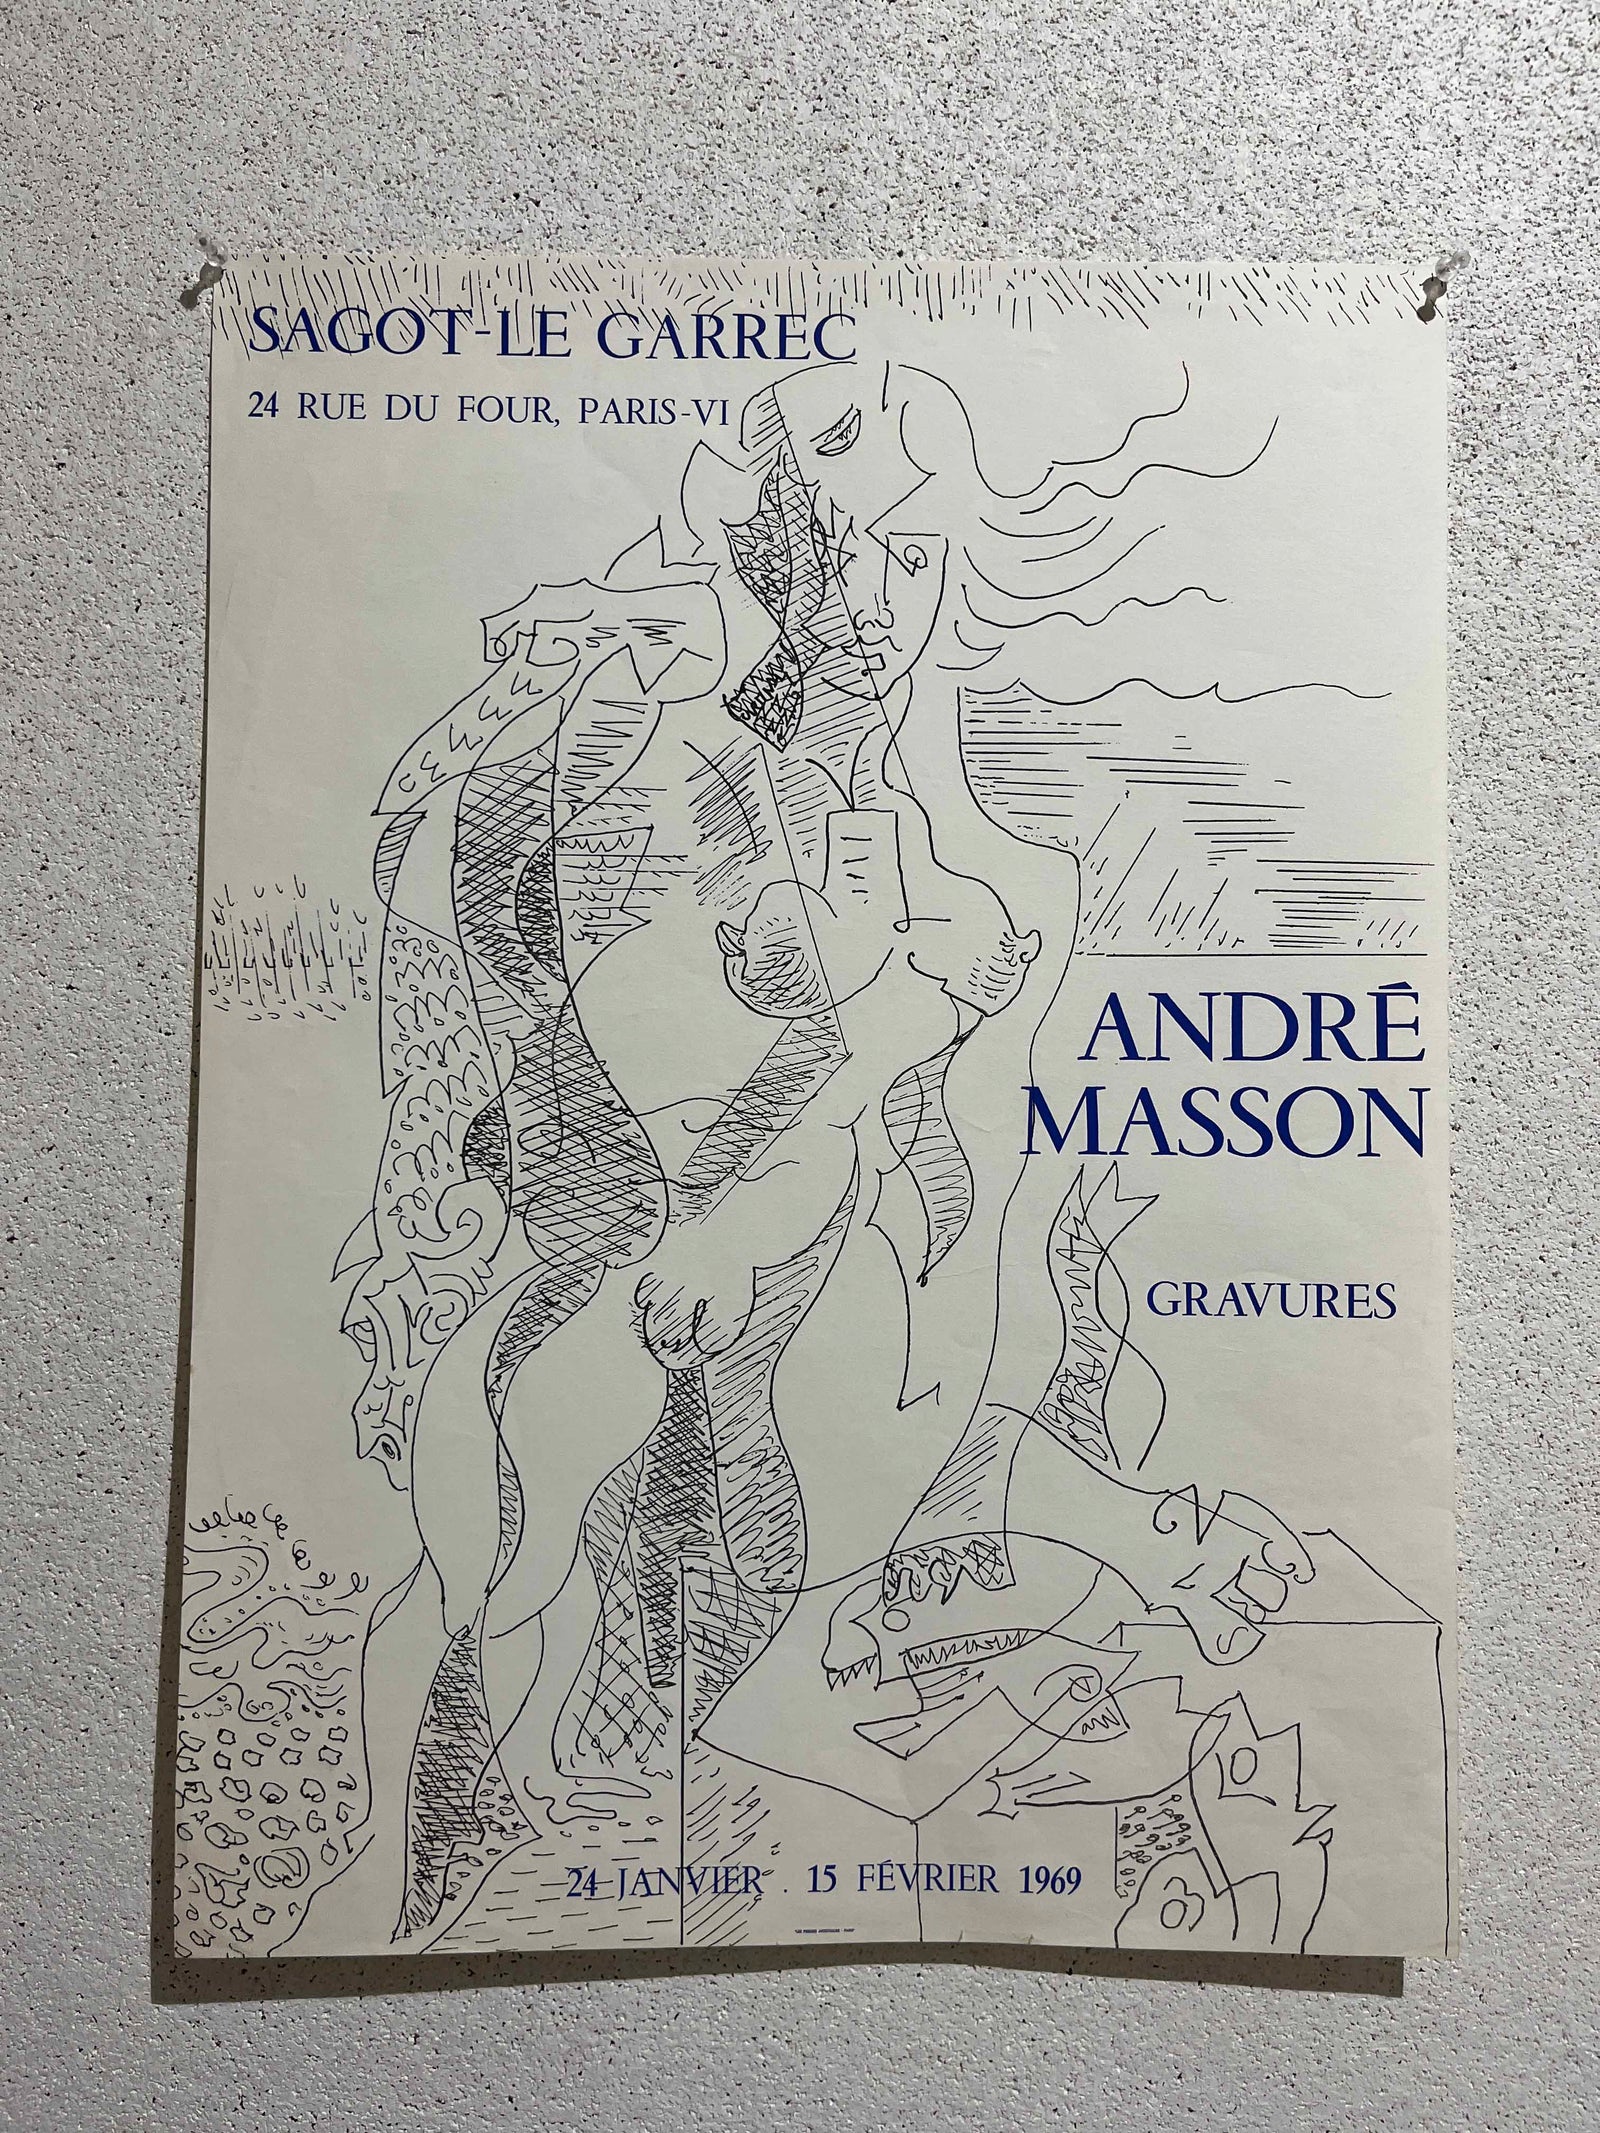 SAGOT-LE GARREC
24 RUE DU FOUR, PARIS-VI
ANDRÉ
MASSON
GRAVURES
24 JANVIER . 15 FÉVRIER 1969